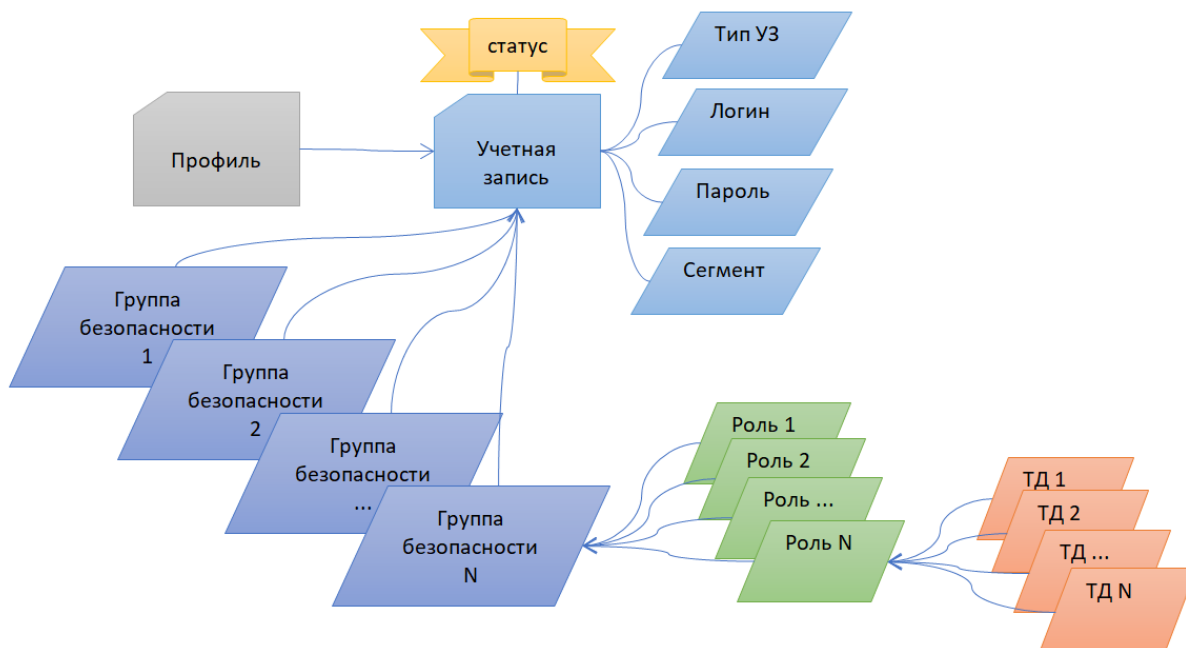 статус
Тип УЗ
Логин
Профиль
Учетная
запись
Пароль
Сегмент
Группа
безопасности
1
Группа
безопасности
2
Группа
безопасности
...
Группа
безопасности
N
Роль 1
Роль 2
Роль ...
Роль N
ТД 1
ТД 2
ТД ...
ТД N